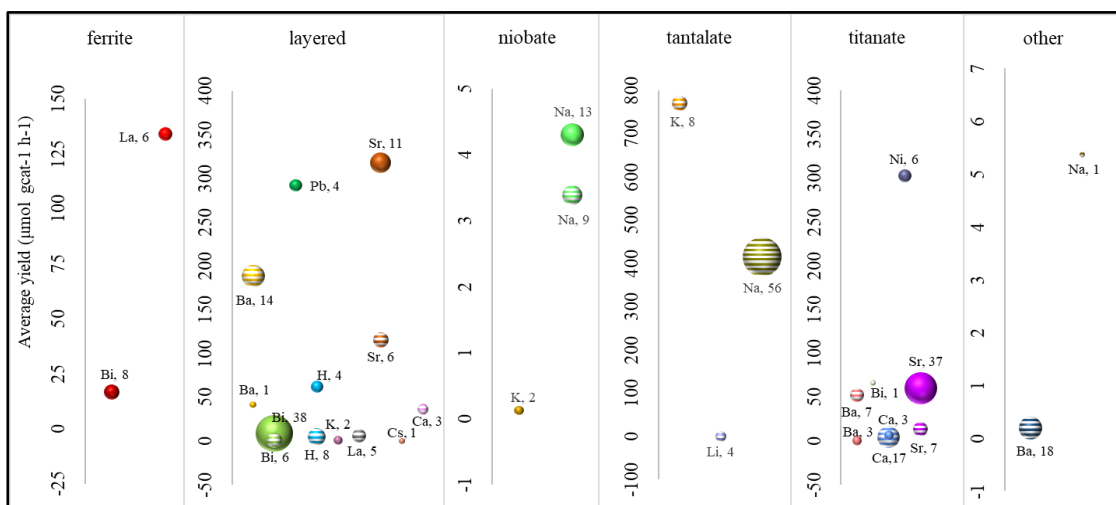 ferrite
layered
niobate
tantalate
titanate
other
Average yield (µmol gcat-1 h-1)
150
125
100
75
50
25
0
-25
La, 6
Bi, 8
400
350
300
250
200
150
100
50
0
-50
Sr, 11
Pb, 4
Ba, 14
Sr, 6
H, 4
Ba, 1
Bi, 38
K, 2
Ca, 3
Cs, 1
Bi, 6
H, 8
La, 5
5
4
3
2
1
0
-1
Na, 13
Na, 9
K, 2
800
700
600
500
400
300
200
100
0
-100
K, 8
Na, 56
Li, 4
400
350
300
250
200
150
100
50
0
-50
Ni, 6
Sr, 37
Bi, 1
Ba, 7
Ca, 3
Ba, 3
Sr, 7
Ca,17
7
6
5
4
3
2
1
0
-1
Na, 1
Ba, 18